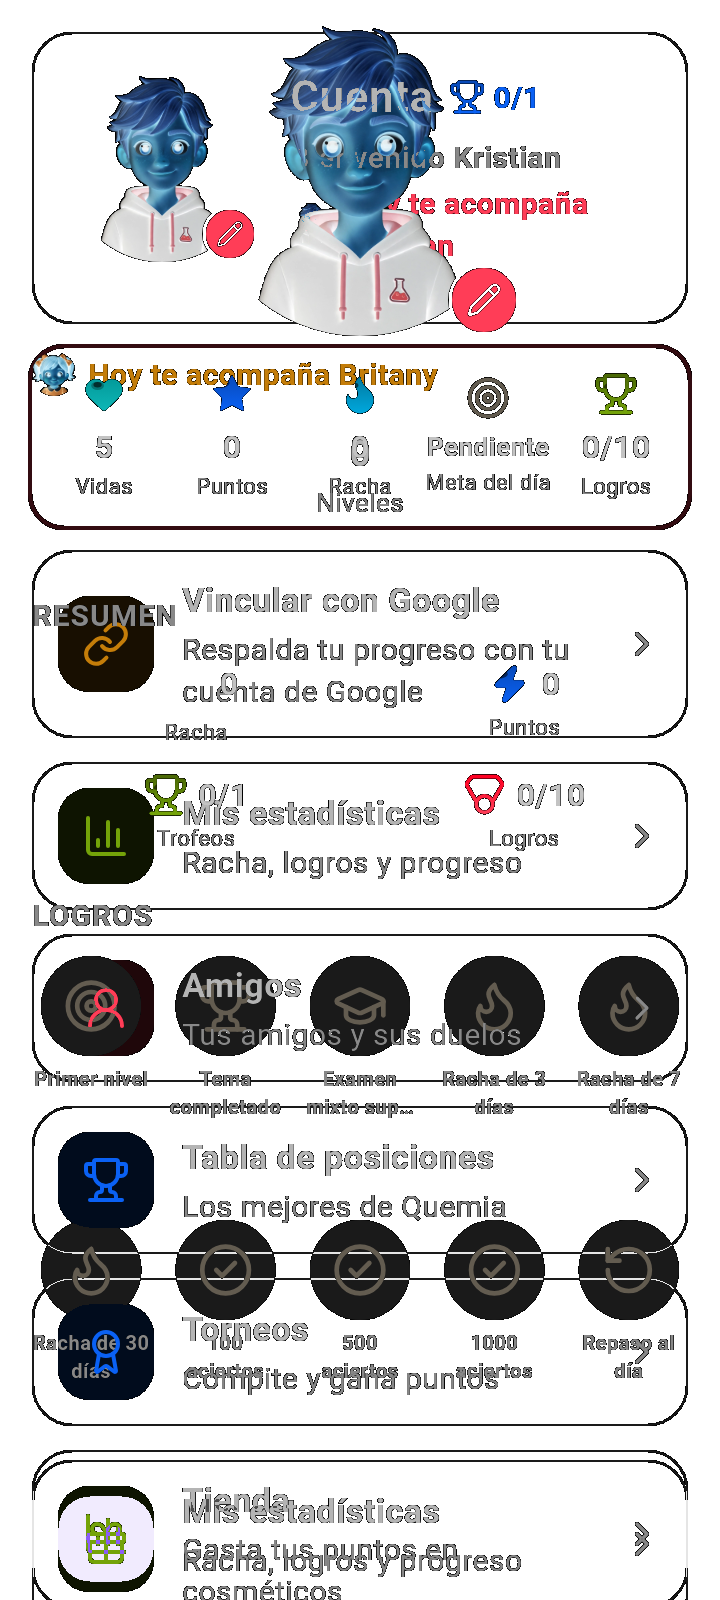 Cuenta 0/1
Kristian
te acompaña
Hoy te acompaña Britany
5
0
Pendiente
0/10
Vidas
Puntos
Racha
Meta del día
Logros
Niveles
Vincular con Google
RESUMEN
Respalda tu progreso con tu
cuenta de Google
0
0
Racha
Puntos
0/1
0/10
Mis estadísticas
Trofeos
Logros
Racha, logros y progreso
LOGROS
Amigos
Tus amigos y sus duelos
Primer nivel
Tema
completado
Examen
mixto sup...
Racha de 3
días
Racha de 7
días
Tabla de posiciones
Los mejores de Quemia
Torneos
Racha de 30
días
100
aciertos
500
aciertos
1000
aciertos
Repaso al
día
Compite y gana puntos
Tienda
Mis estadísticas
Gasta tus puntos en
Racha, logros y progreso
cosméticos